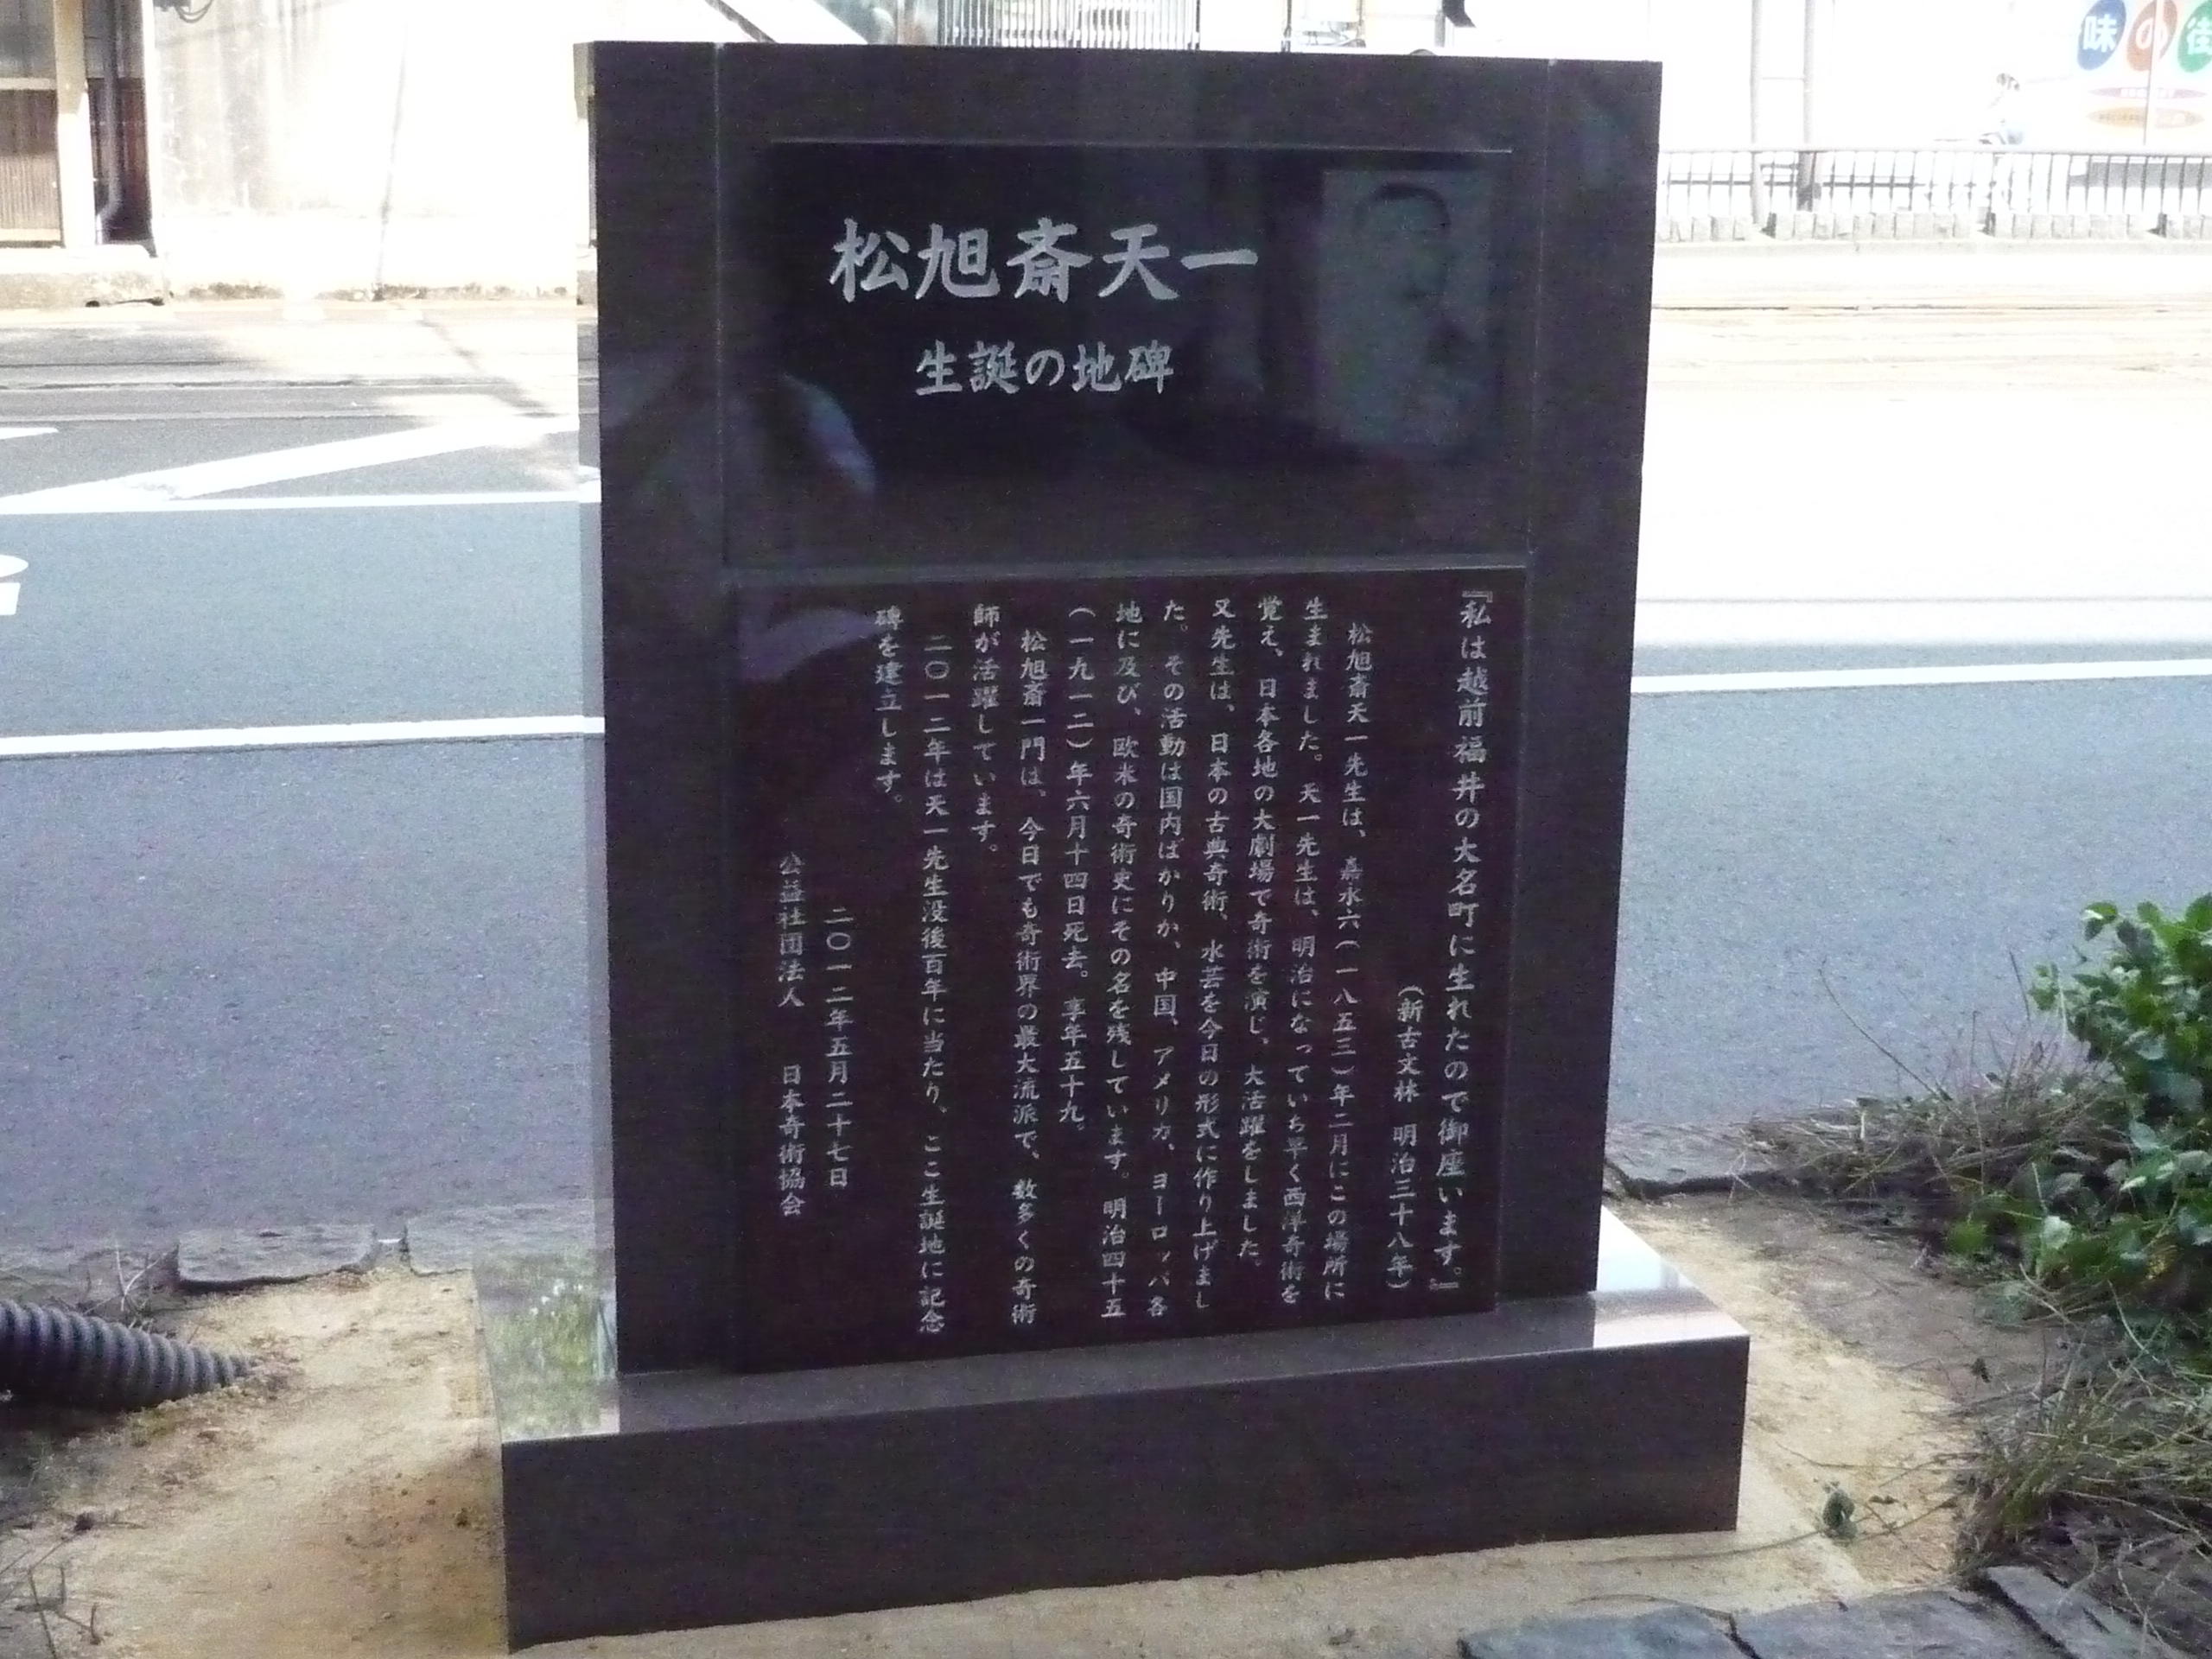 松旭斎天一
生誕の地碑
『私は越前福井の大名町に生れたので御座います。』
（新古文林　明治三十八年）
松旭斎天一先生は、嘉永六（一八五三）年二月にこの場所に
生まれました。天一先生は、明治になっていち早く西洋奇術を
覚え、日本各地の大劇場で奇術を演じ、大活躍をしました。
又先生は、日本の古典奇術、水芸を今日の形式に作り上げまし
た。その活動は国内ばかりか、中国、アメリカ、ヨーロッパ各
地に及び、欧米の奇術史にその名を残しています。明治四十五
（一九一二）年六月十四日死去。享年五十九。
松旭斎一門は、今日でも奇術界の最大流派で、数多くの奇術
師が活躍しています。
二〇一二年は天一先生没後百年に当たり、ここ生誕地に記念
碑を建立します。
二〇一二年五月二十七日
公益社団法人　日本奇術協会
味の街